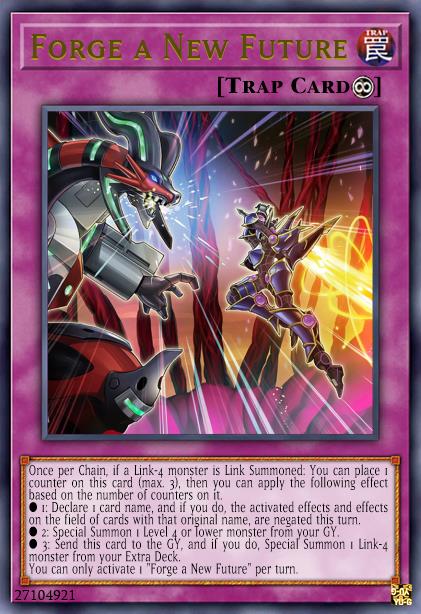 Forge a New Future
TRAP
罠
[Trap Card]
Once per Chain, if a Link-4 monster is Link Summoned: You can place 1
counter on this card (max. 3), then you can apply the following effect
based on the number of counters on it.
● 1: Declare 1 card name, and if you do, the activated effects and effects
on the field of cards with that original name, are negated this turn.
● 2: Special Summon 1 Level 4 or lower monster from your GY.
● 3: Send this card to the GY, and if you do, Special Summon 1 Link-4
monster from your Extra Deck.
You can only activate 1 "Forge a New Future" per turn.
27104921